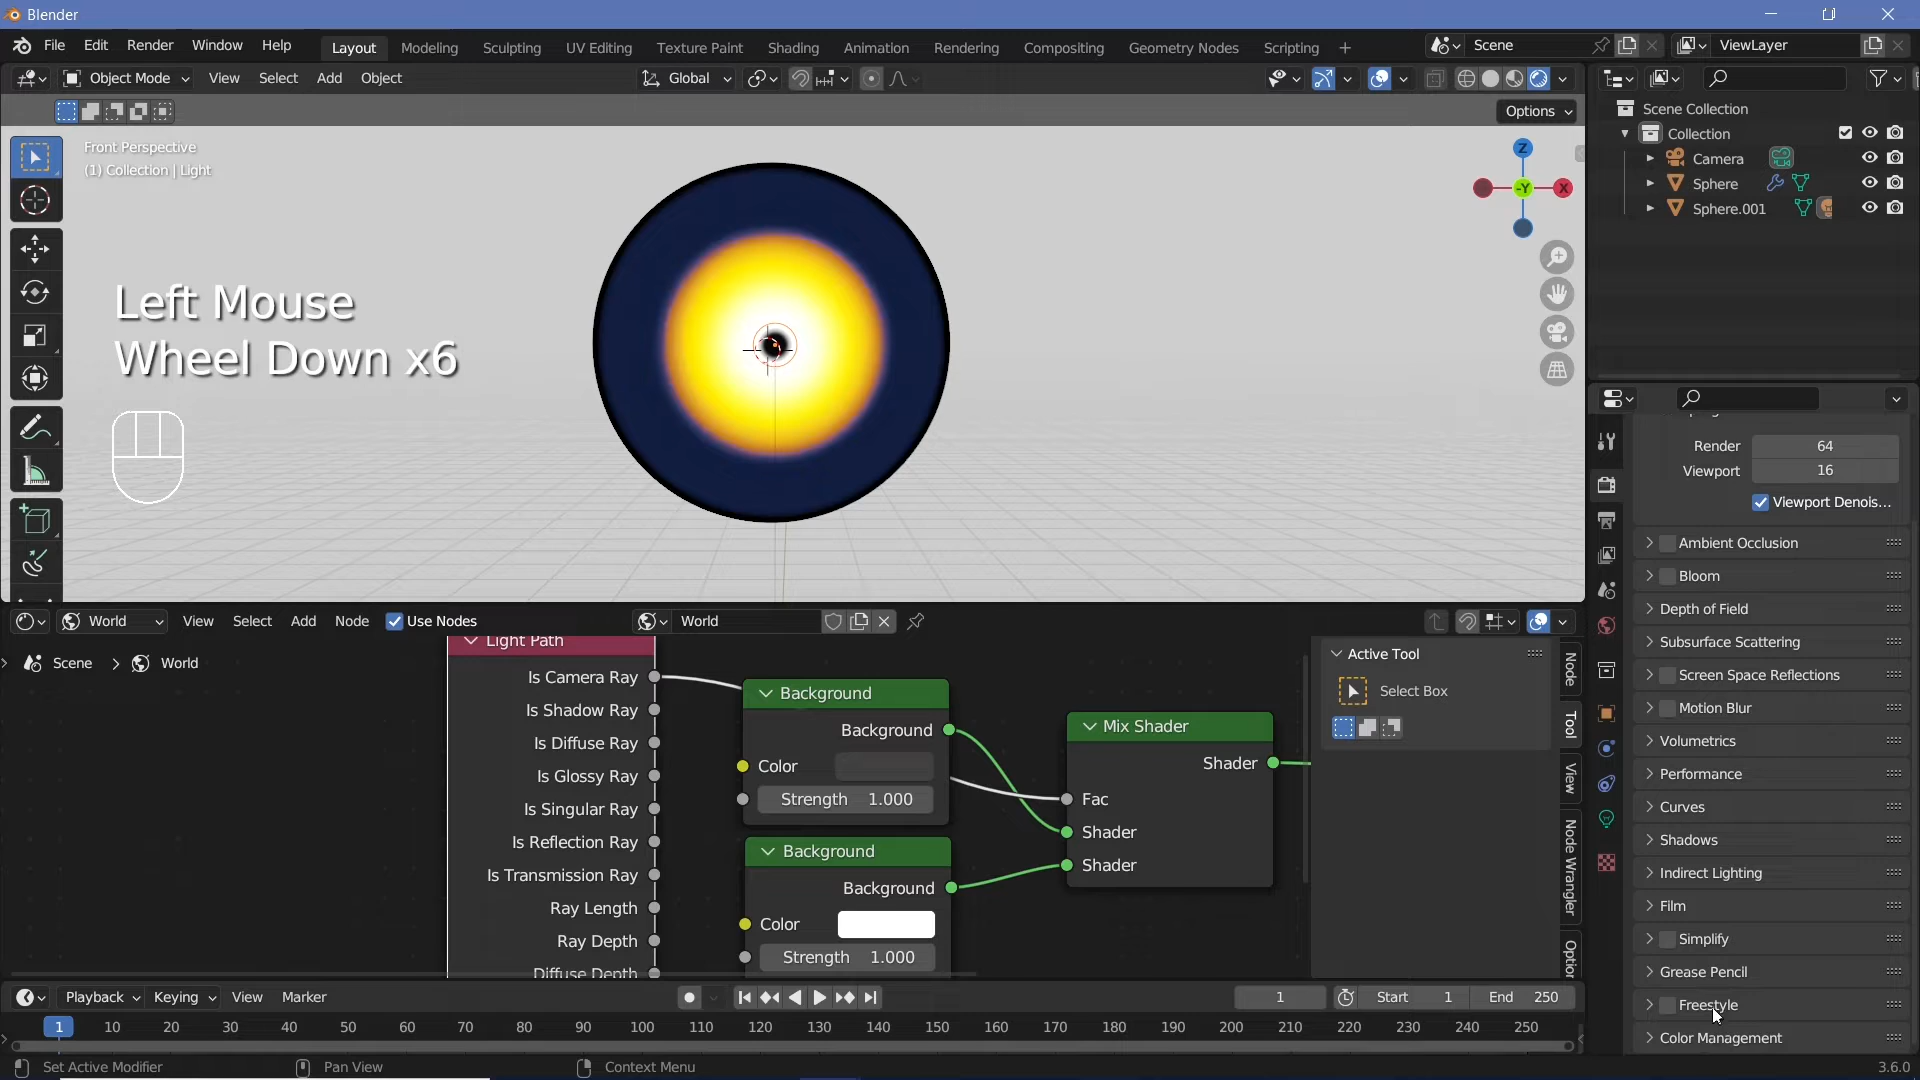 Blender
File Edit Render Window Help
Layout Modeling Sculpting UV Editing Texture Paint Shading Animation Rendering Compositing Geometry Nodes Scripting +
Scene
ViewLayer
Object Mode View Select Add Object
Global
Options
Front Perspective
(1) Collection | Light
Z
-Y
X
Left Mouse
Wheel Down x6
Scene Collection
Collection
Camera
Sphere
Sphere.001
Render 64
Viewport 16
Viewport Denois...
Ambient Occlusion
Bloom
Depth of Field
Subsurface Scattering
Screen Space Reflections
Motion Blur
Volumetrics
Performance
Curves
Shadows
Indirect Lighting
Film
Simplify
Grease Pencil
Freestyle
Color Management
World View Select Add Node Use Nodes
World
Scene > World
Light Path
Is Camera Ray
Is Shadow Ray
Is Diffuse Ray
Is Glossy Ray
Is Singular Ray
Is Reflection Ray
Is Transmission Ray
Ray Length
Ray Depth
Diffuse Depth
Background
Background
Color
Strength 1.000
Background
Background
Color
Strength 1.000
Mix Shader
Shader
Fac
Shader
Shader
Active Tool
Select Box
Node
Tool
View
Node Wrangler
Option
Playback Keying View Marker
1
Start 1
End 250
1 10 20 30 40 50 60 70 80 90 100 110 120 130 140 150 160 170 180 190 200 210 220 230 240 250
Set Active Modifier
Pan View
Context Menu
3.6.0